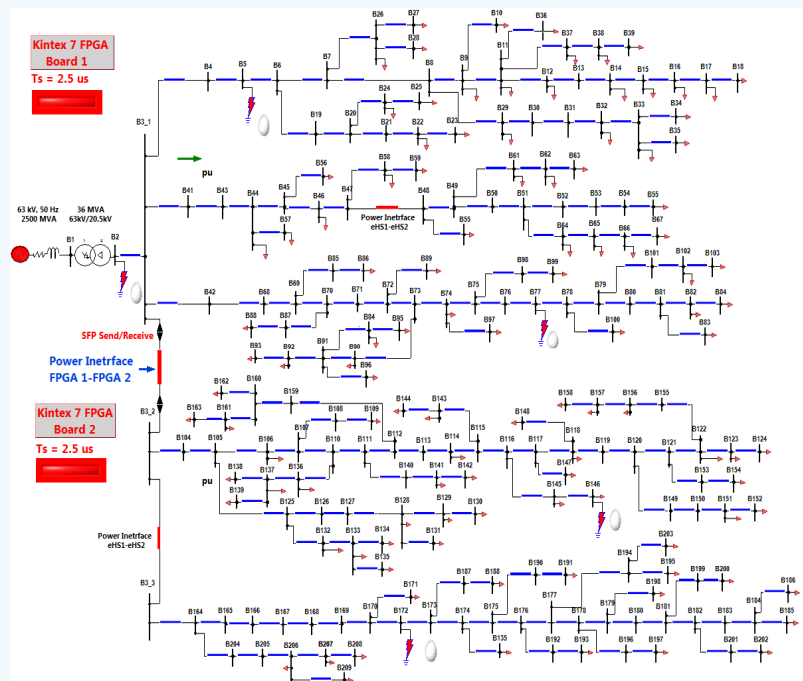 Kintex 7 FPGA
Board 1
Ts = 2.5 us
B26
B27
B28
B10
B36
B37
B38
B39
B4
B5
B6
B7
B8
B9
B11
B12
B13
B14
B15
B16
B17
B18
B24
B25
B19
B20
B21
B22
B23
B29
B30
B31
B32
B33
B34
B35
B3_1
pu
B56
B58
B59
B61
B62
B63
B41
B43
B44
B45
B46
B47
B48
B49
B50
B51
B52
B53
B54
B55
B57
Power Inetrface
eHS1-eHS2
B55
B64
B65
B66
B67
63 kV, 50 Hz
2500 MVA
36 MVA
63kV/20.5kV
B1
B2
B85
B86
B89
B98
B99
B101
B102
B103
B42
B68
B69
B70
B71
B72
B73
B74
B75
B76
B77
B78
B79
B80
B81
B82
B84
B88
B87
B84
B95
B97
B100
B83
B93
B92
B91
B90
B96
SFP Send/Receive
Power Inetrface
FPGA 1-FPGA 2
Kintex 7 FPGA
Board 2
Ts = 2.5 us
B3_2
B162
B160
B159
B163
B161
B144
B143
B148
B158
B157
B156
B155
B108
B109
B104
B105
B106
B107
B110
B111
B112
B113
B114
B115
B116
B117
B118
B119
B120
B121
B122
B123
B124
pu
B138
B137
B136
B139
B140
B141
B142
B147
B145
B146
B153
B154
B149
B150
B151
B152
B125
B126
B127
B128
B129
B130
B132
B133
B134
B131
B135
Power Inetrface
eHS1-eHS2
B3_3
B203
B194
B195
B190
B191
B187
B188
B171
B198
B199
B200
B186
B164
B165
B166
B167
B168
B169
B170
B172
B173
B174
B175
B176
B177
B178
B179
B180
B181
B182
B183
B184
B185
B204
B205
B206
B207
B208
B209
B135
B192
B193
B196
B197
B201
B202